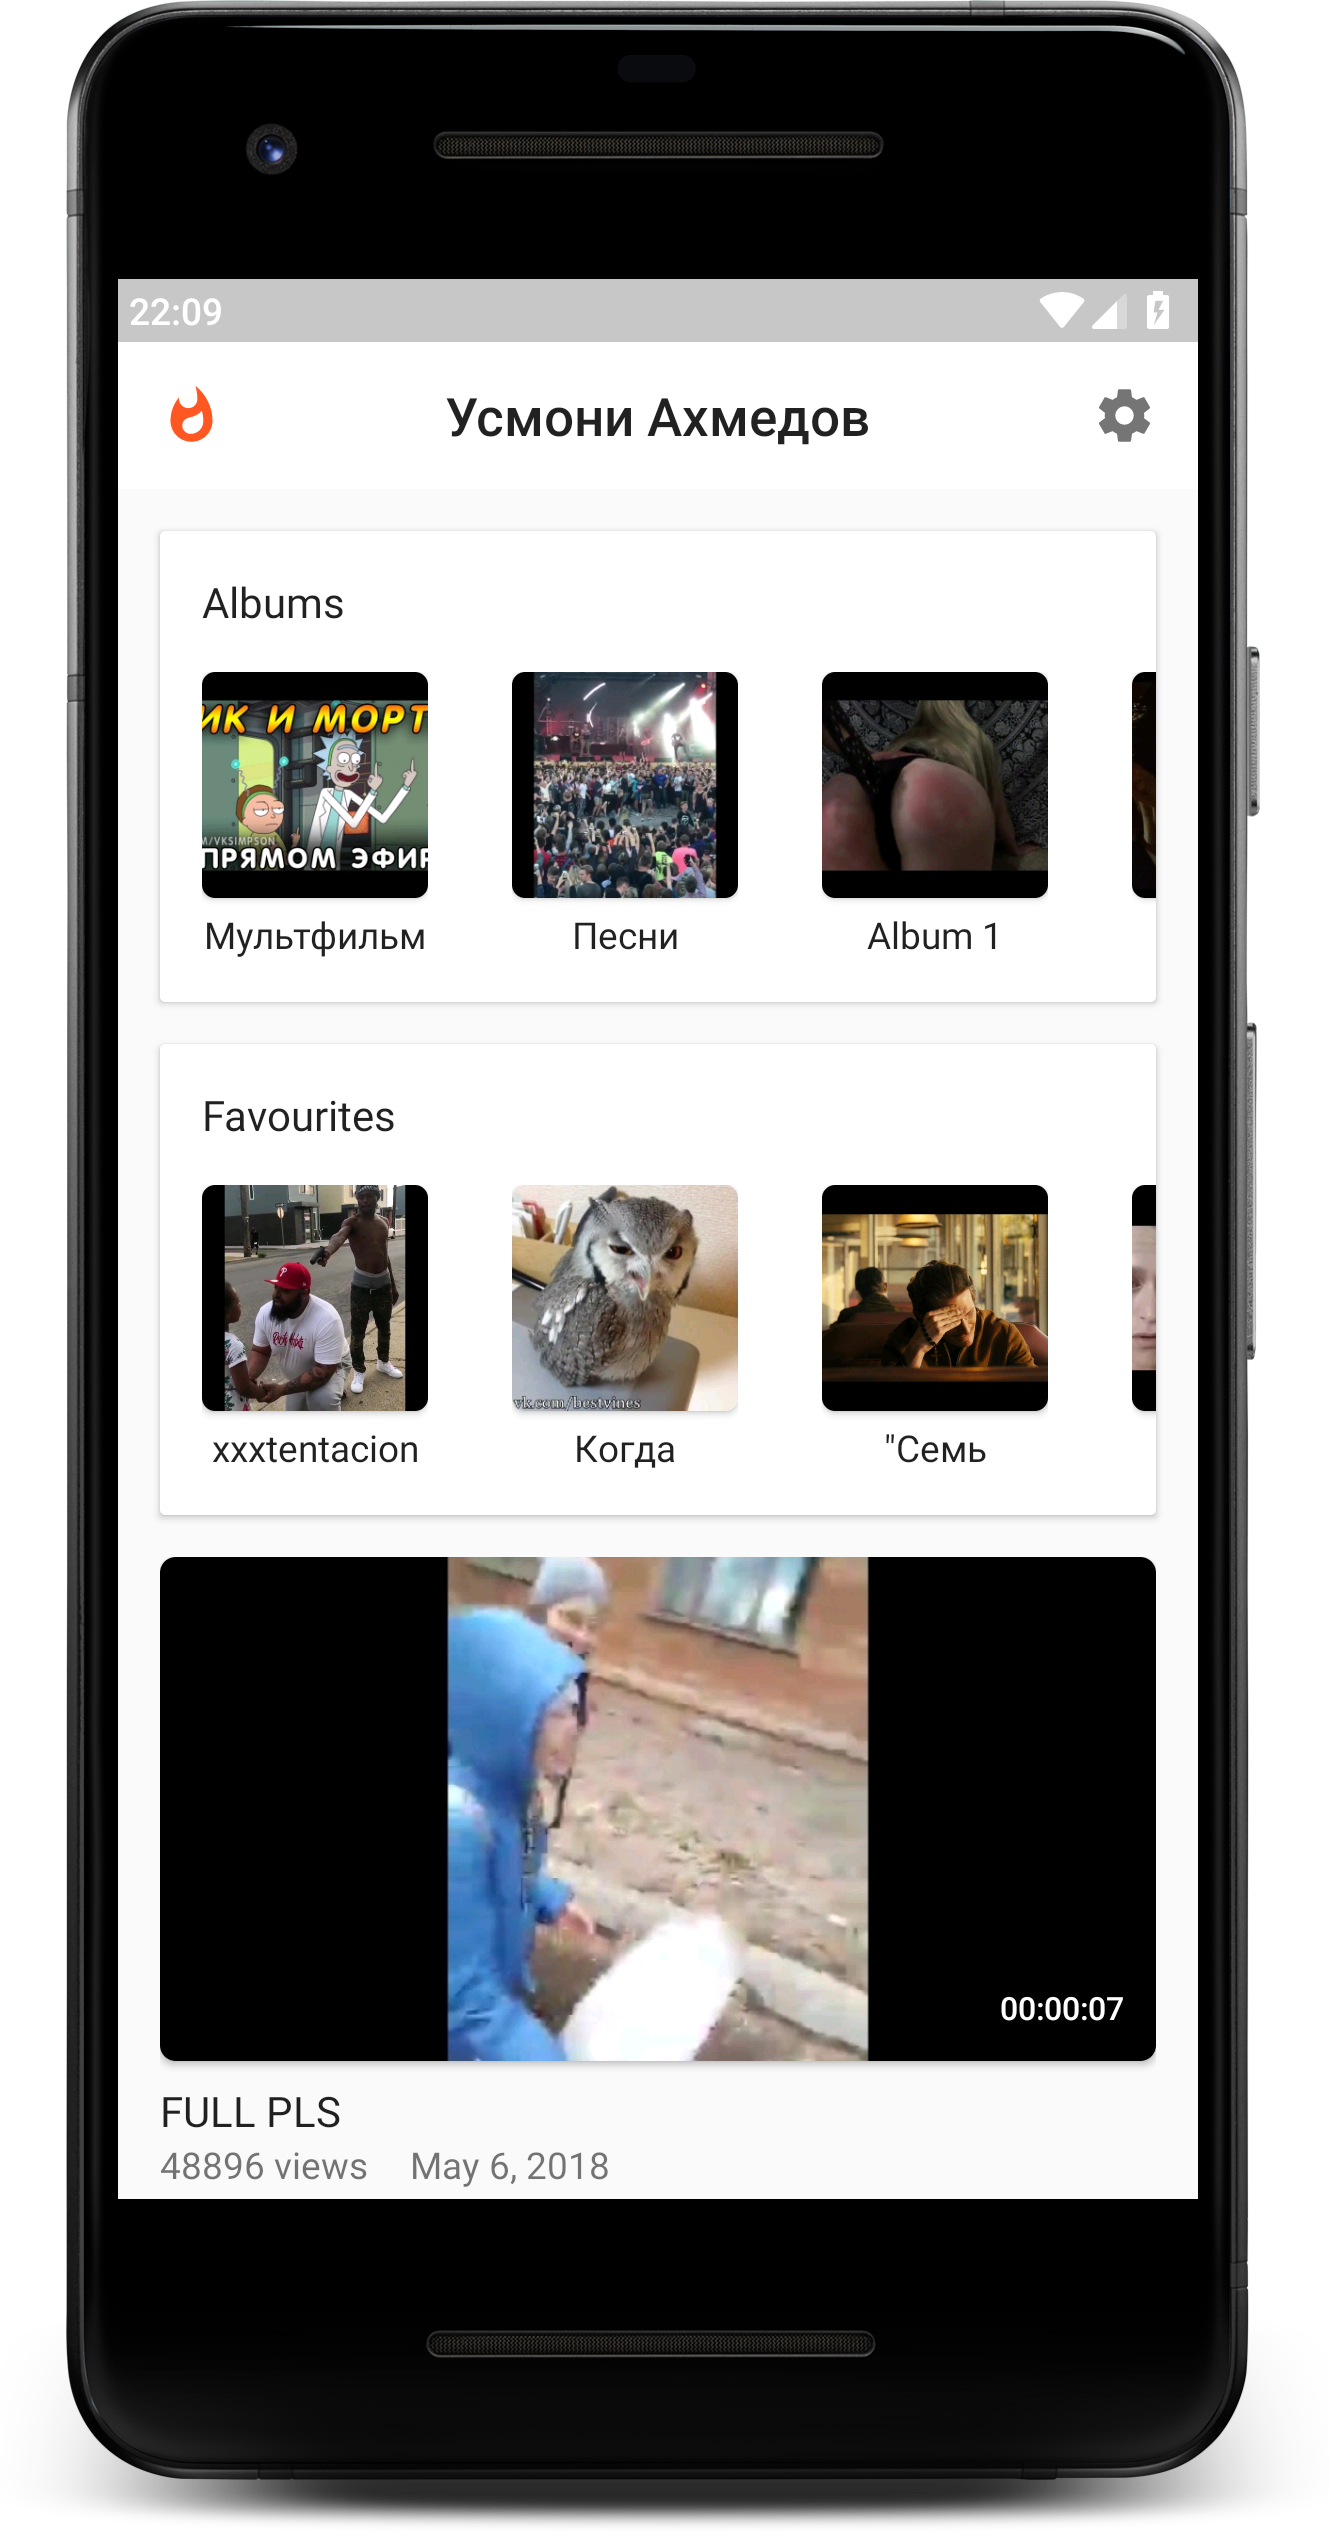 22:09
Усмони Ахмедов
Albums
ИК И МОРТ
M/VKSIMPSON
ПРЯМОМ ЭФИР
Мультфильм
Песни
Album 1
Favourites
vk.com/bestvines
xxxtentacion
Когда
"Семь
00:00:07
FULL PLS
48896 views May 6, 2018